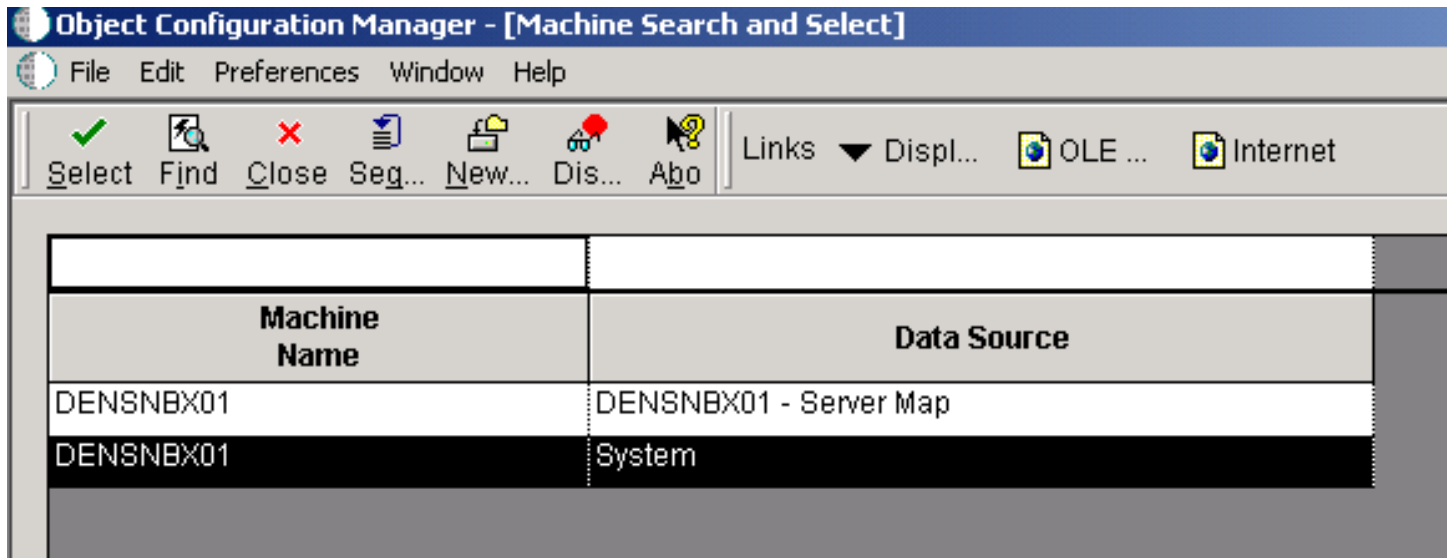 Object Configuration Manager - [Machine Search and Select]
File Edit Preferences Window Help
Select Find Close Seq... New... Dis... Abo Links Displ... OLE ... Internet
Machine Name Data Source
DENSNBX01 DENSNBX01 - Server Map
DENSNBX01 System